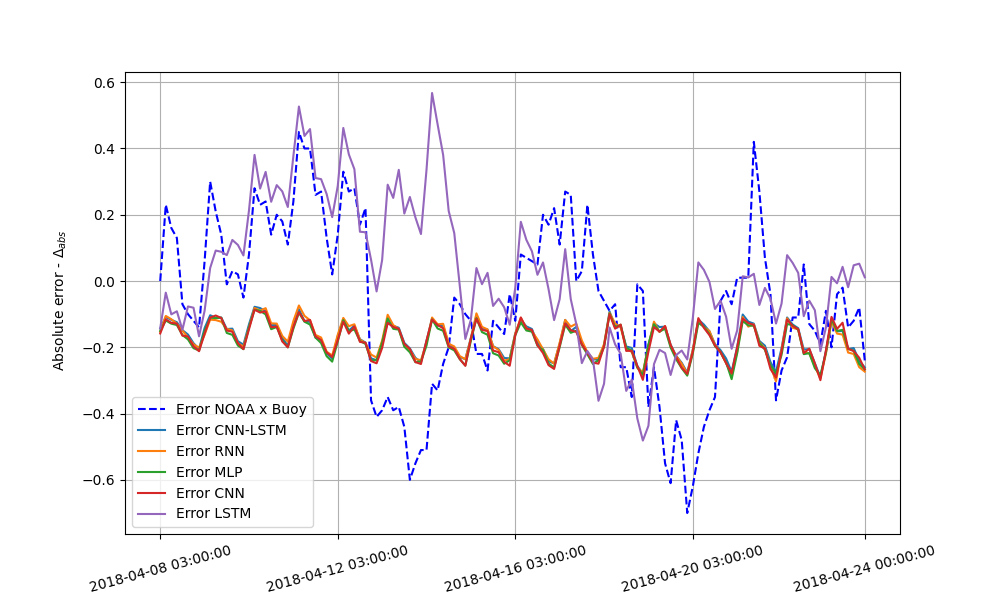 0.6
0.4
0.2
0.0
−0.2
−0.4
−0.6
Absolute error - Δabs
Error NOAA x Buoy
Error CNN-LSTM
Error RNN
Error MLP
Error CNN
Error LSTM
2018-04-08 03:00:00
2018-04-12 03:00:00
2018-04-16 03:00:00
2018-04-20 03:00:00
2018-04-24 00:00:00